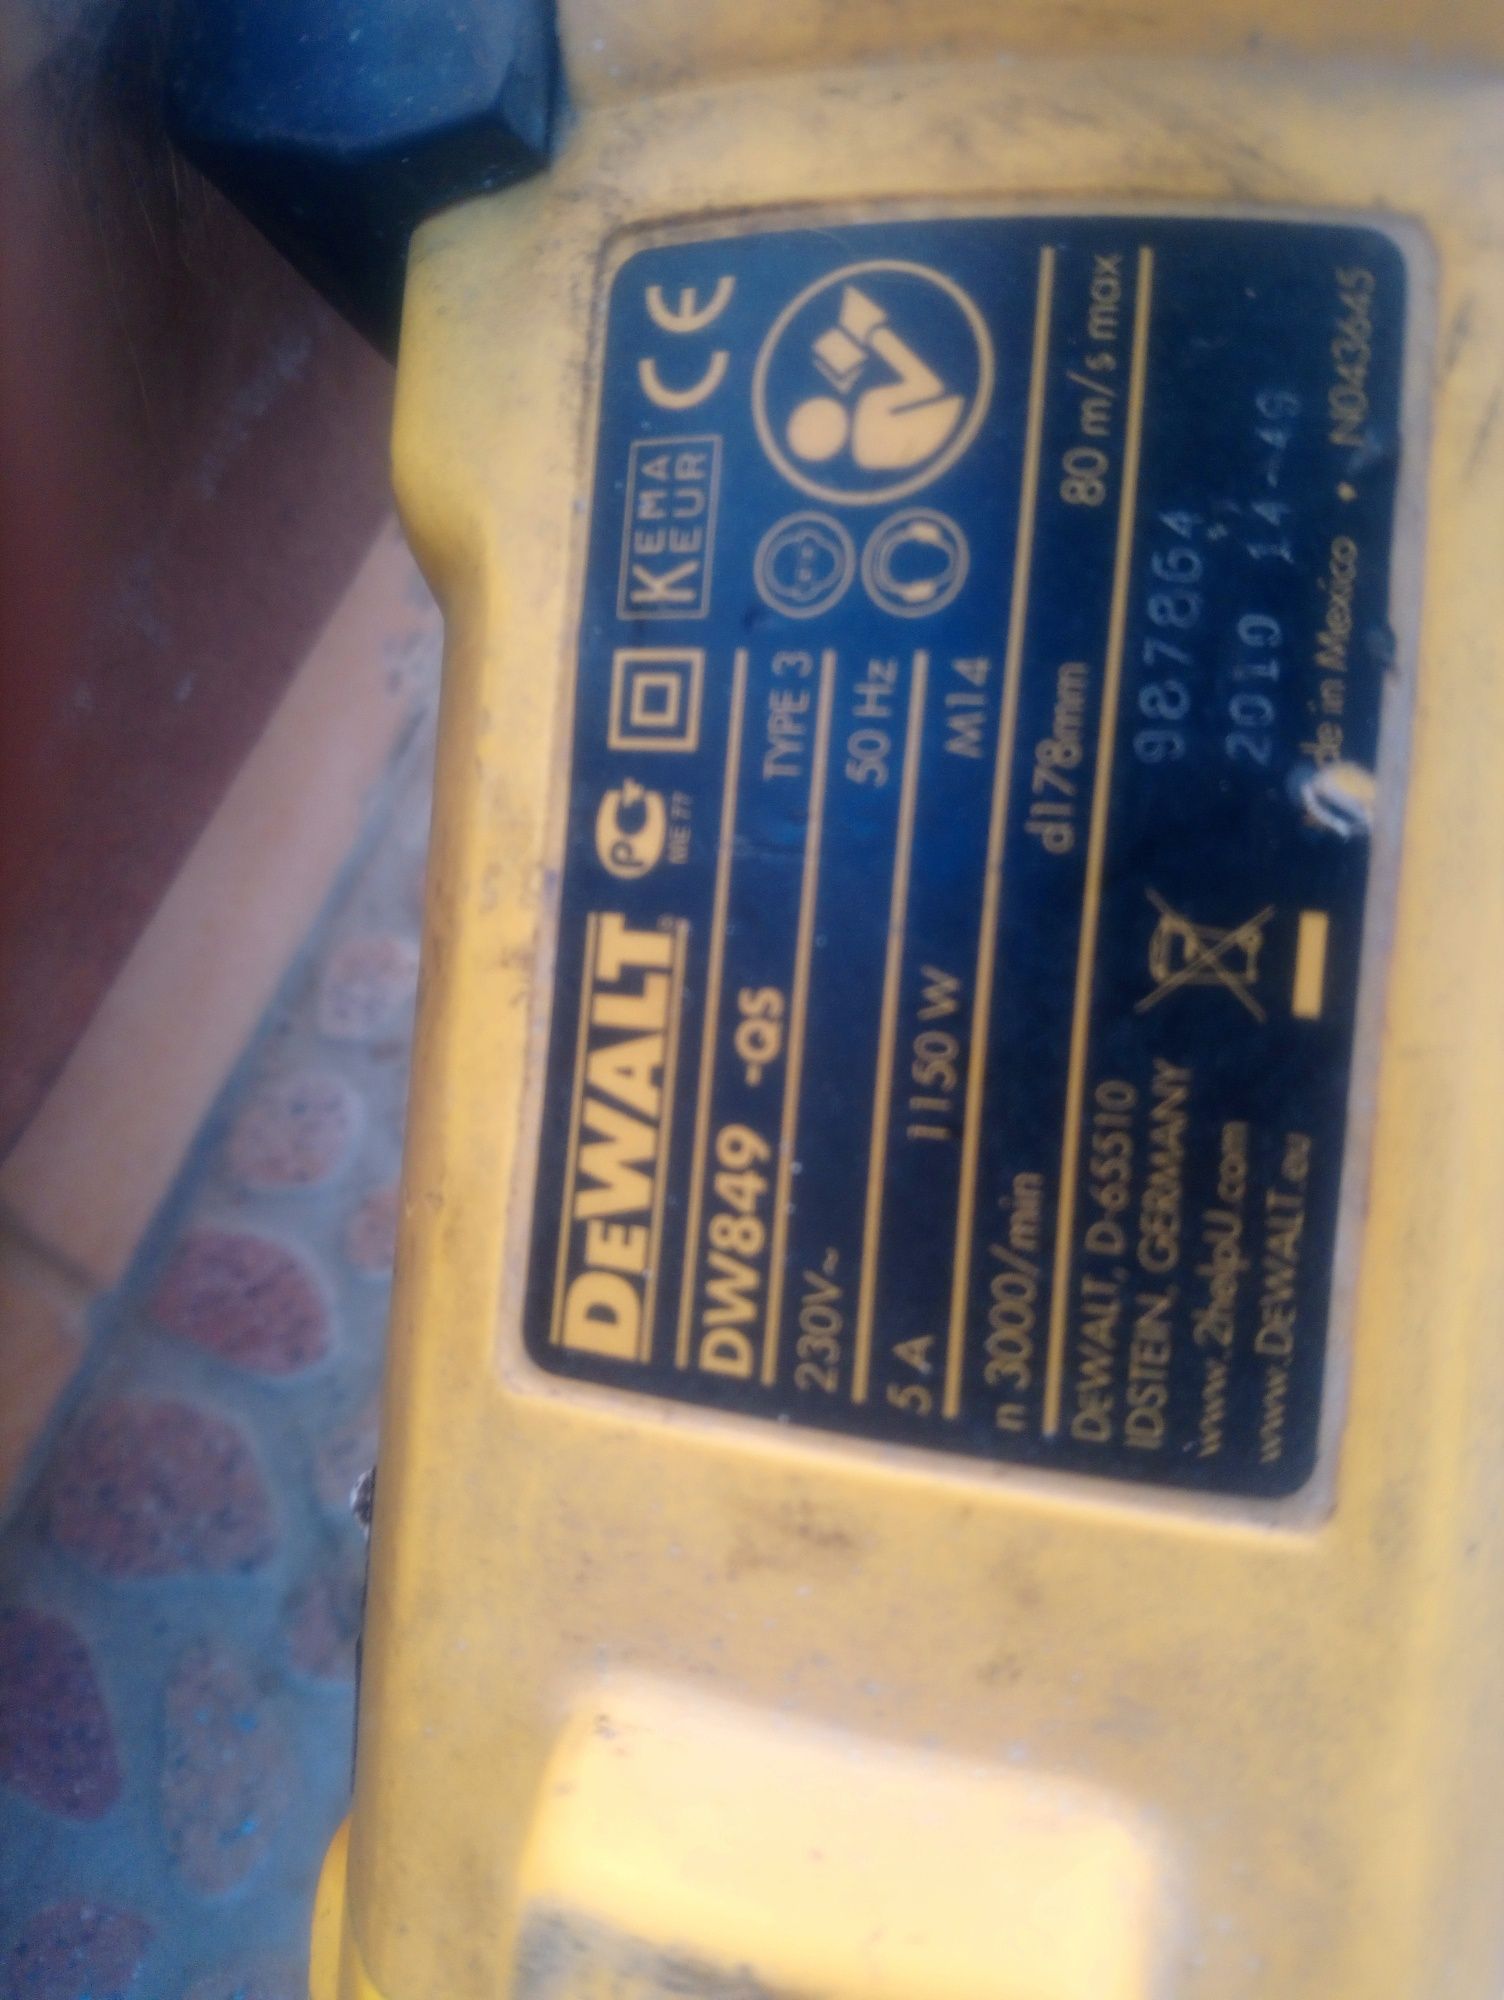 DEWALT PC ME 77 KEMA KEUR CE
DW849 -QS TYPE 3
230V~ 50 Hz
5 A 1150 W M14
n 3000/min d178mm 80 m/s max
DEWALT, D-65510
IDSTEIN, GERMANY
987864
www.2helpU.com
2010 14-49
www.DEWALT.eu
de in Mexico • N043645